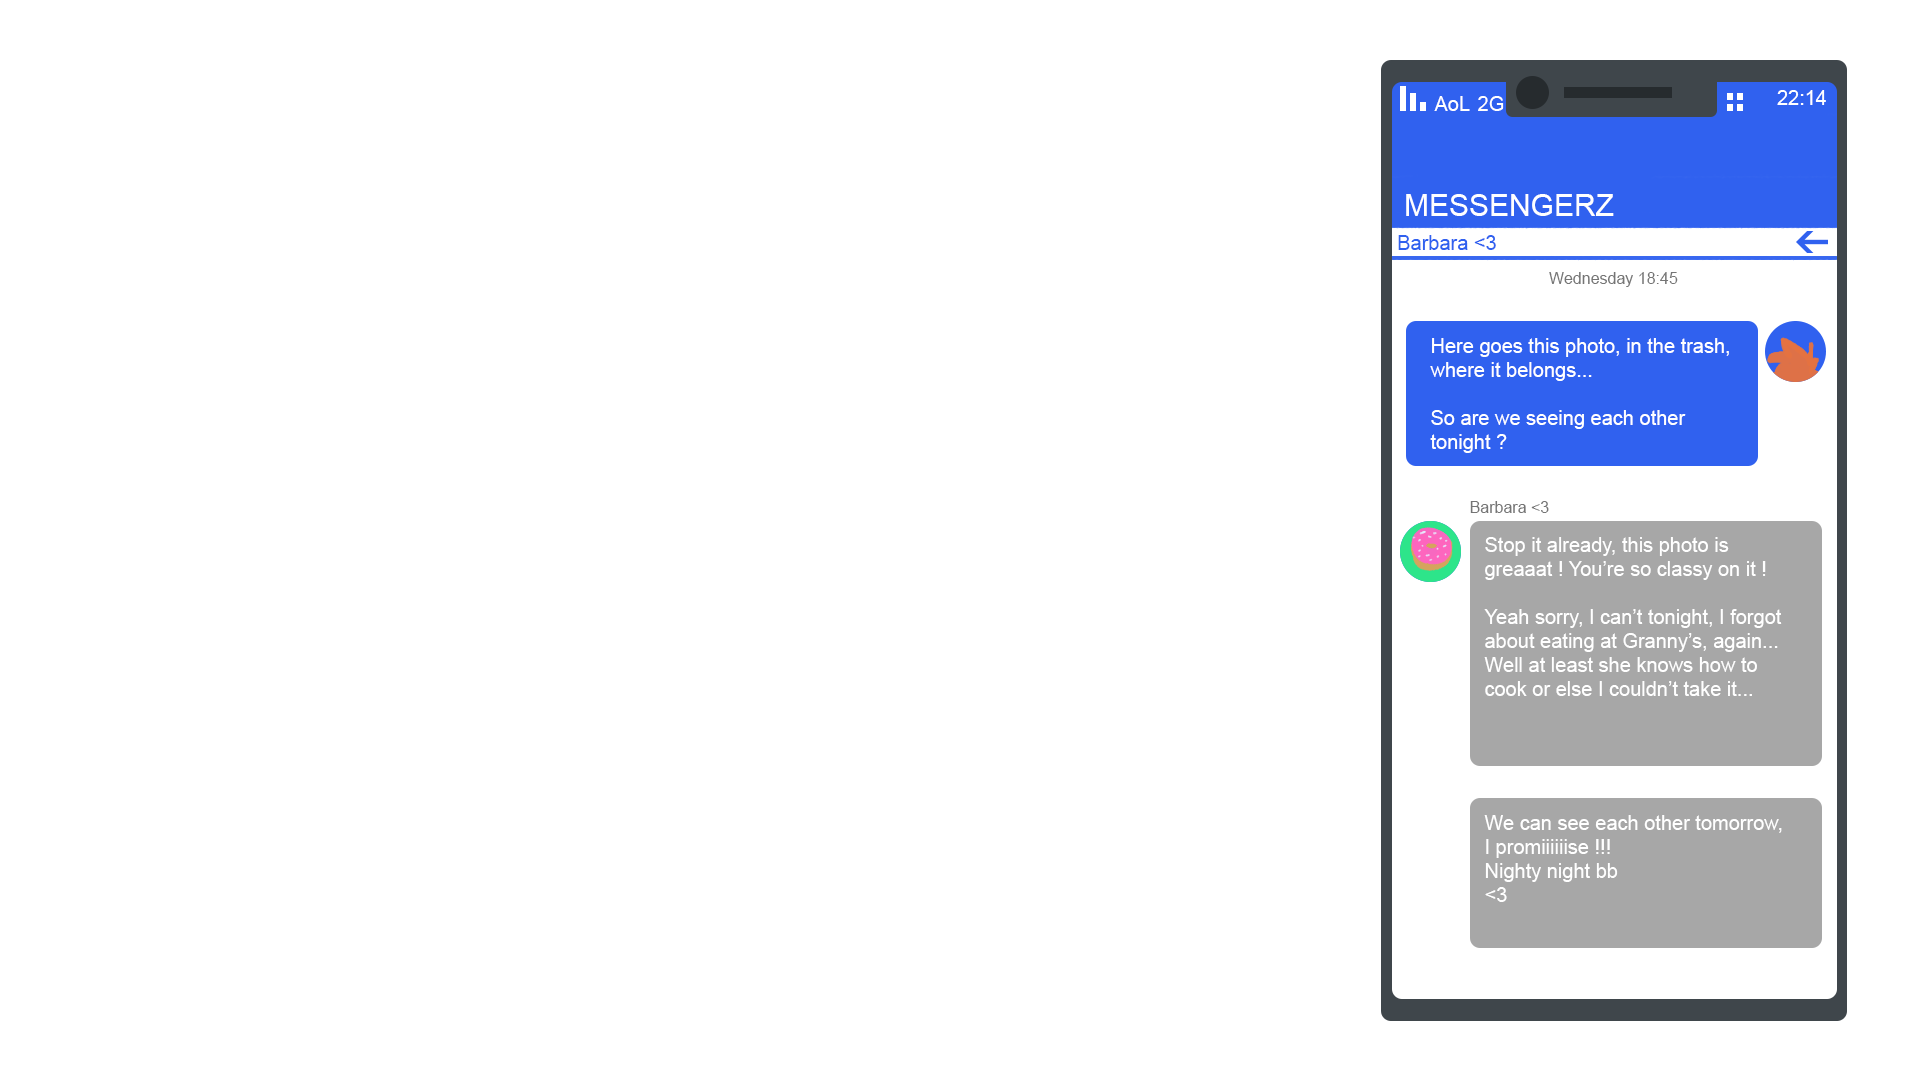 AoL 2G
22:14
MESSENGERZ
Barbara <3
Wednesday 18:45
Here goes this photo, in the trash,
where it belongs...
So are we seeing each other
tonight ?
Barbara <3
Stop it already, this photo is
greaaat ! You’re so classy on it !
Yeah sorry, I can’t tonight, I forgot
about eating at Granny’s, again...
Well at least she knows how to
cook or else I couldn’t take it...
We can see each other tomorrow,
I promiiiiiise !!!
Nighty night bb
<3